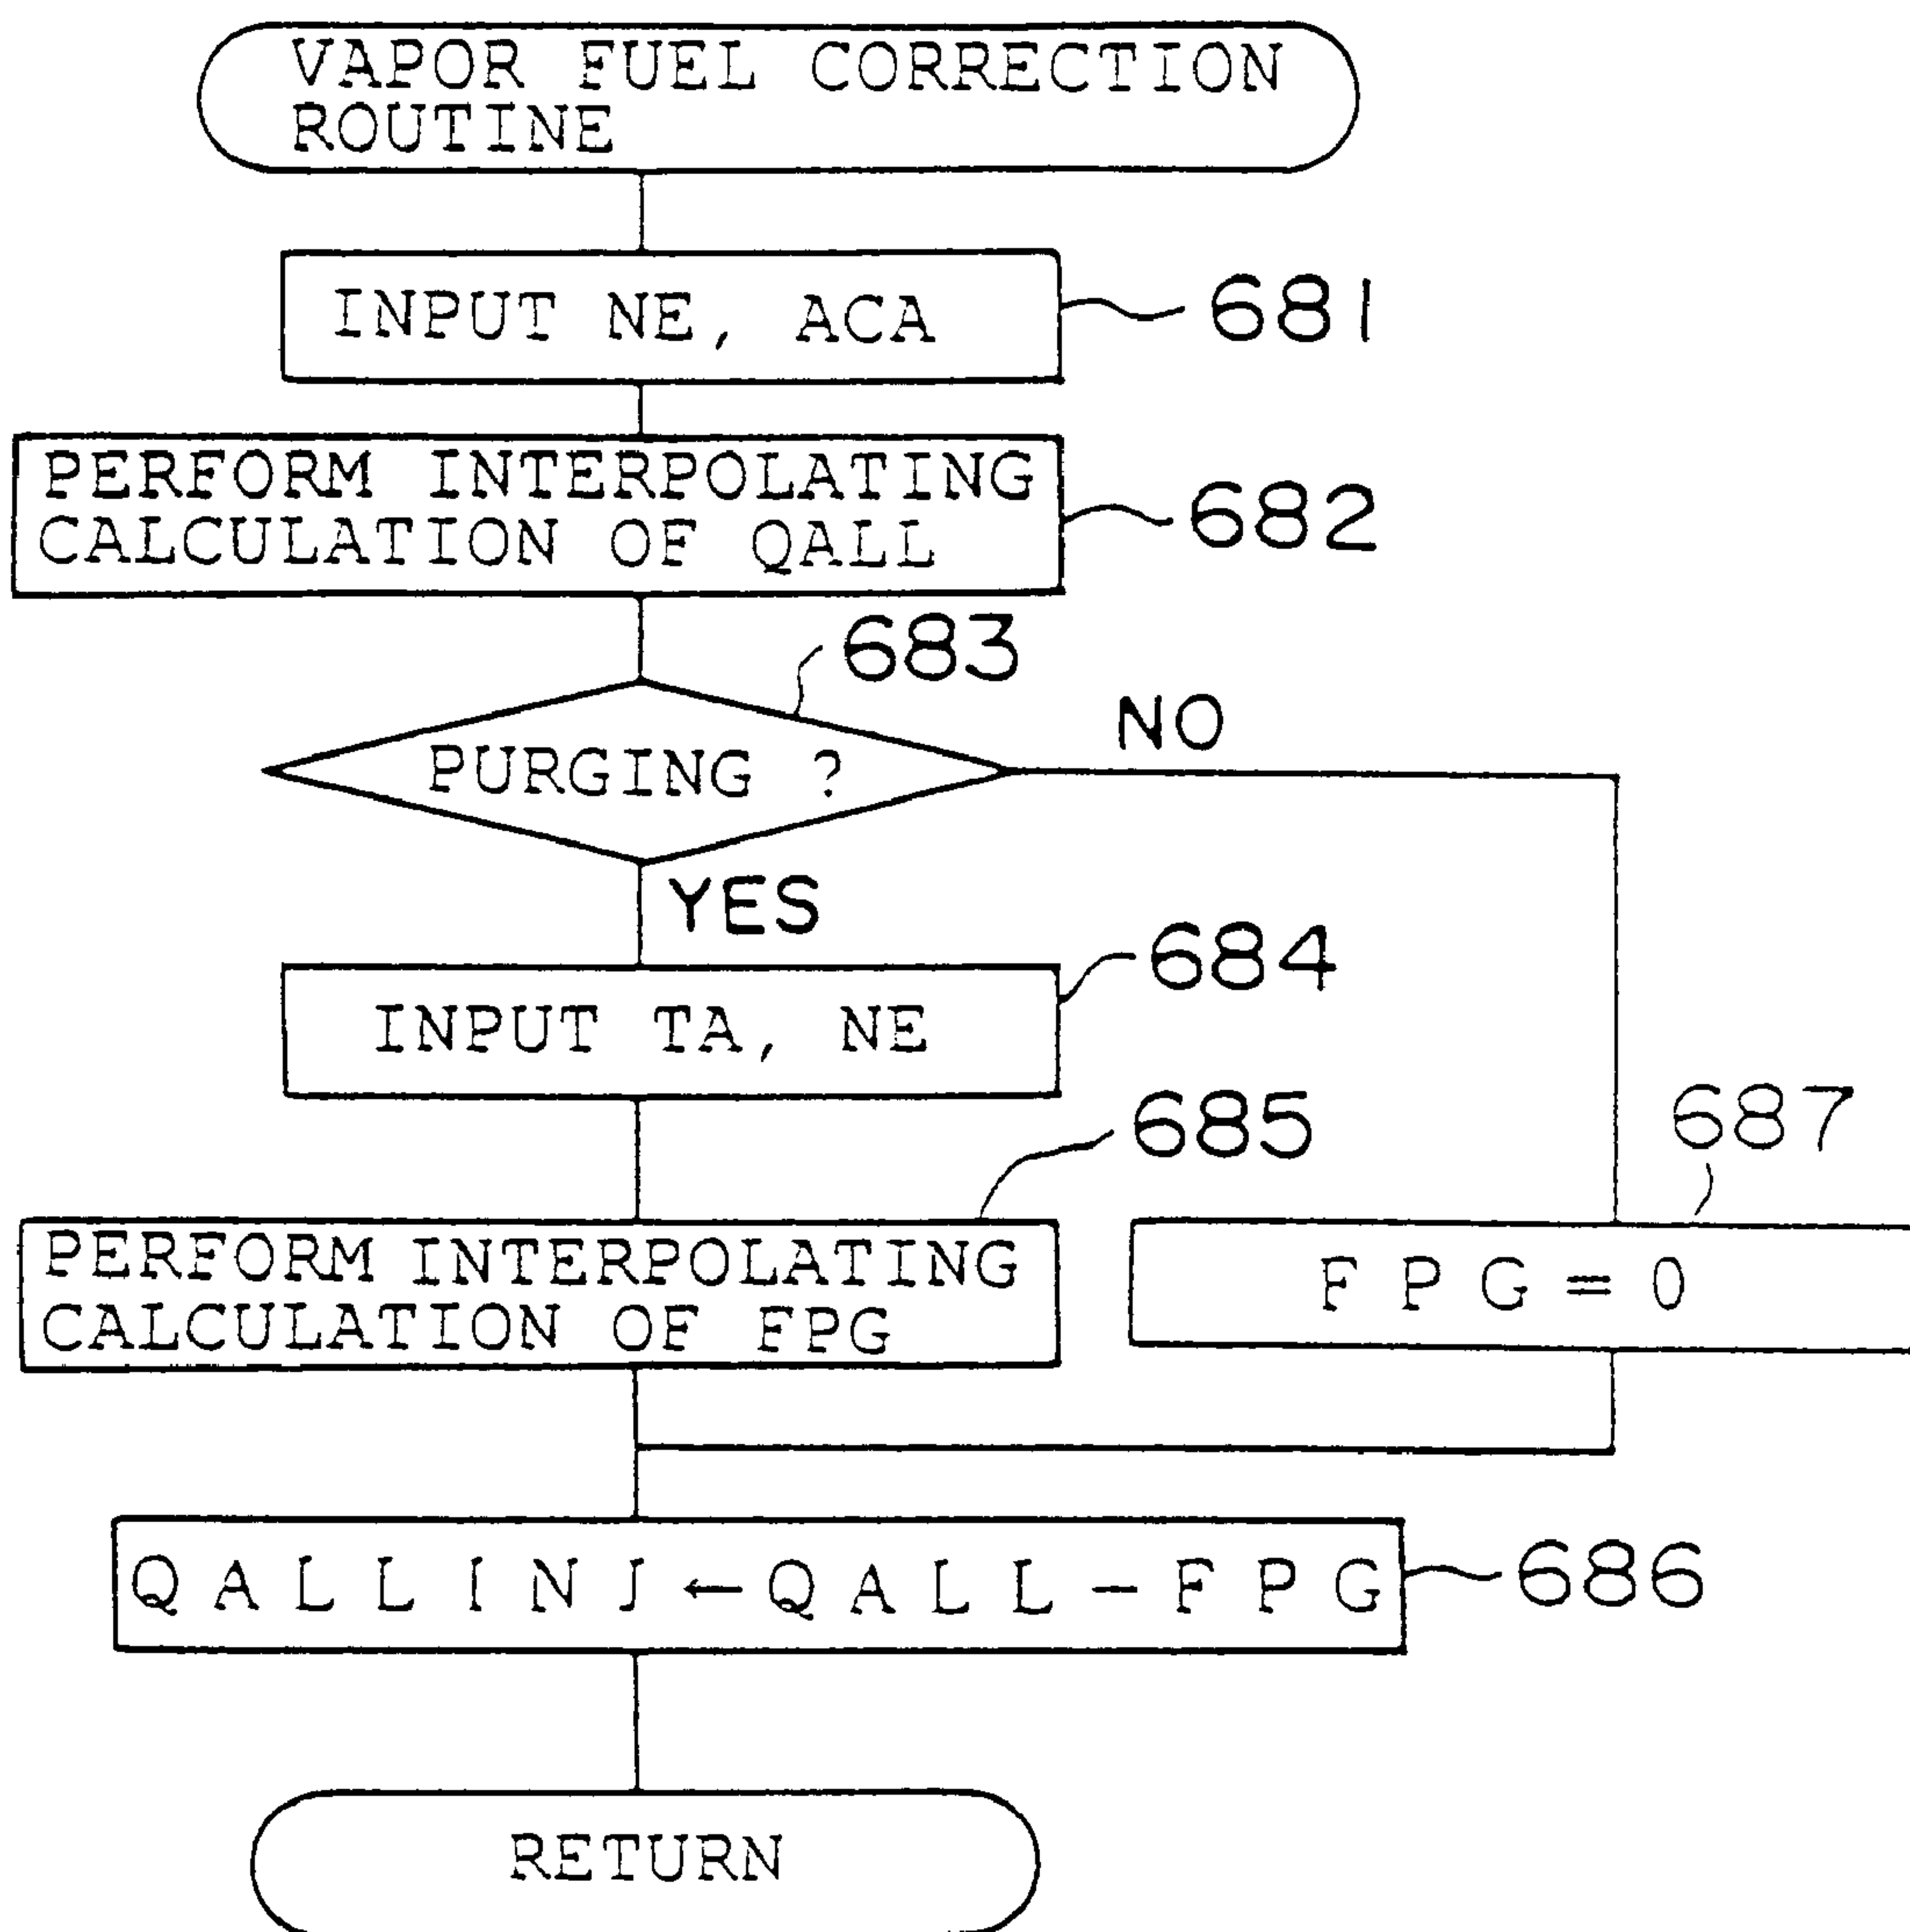 VAPOR FUEL CORRECTION
ROUTINE
INPUT NE, ACA
681
PERFORM INTERPOLATING
CALCULATION OF QALL
682
683
PURGING ?
NO
YES
INPUT TA, NE
684
685
PERFORM INTERPOLATING
CALCULATION OF FPG
687
FPG=0
QALLINJ←QALL-FPG
686
RETURN